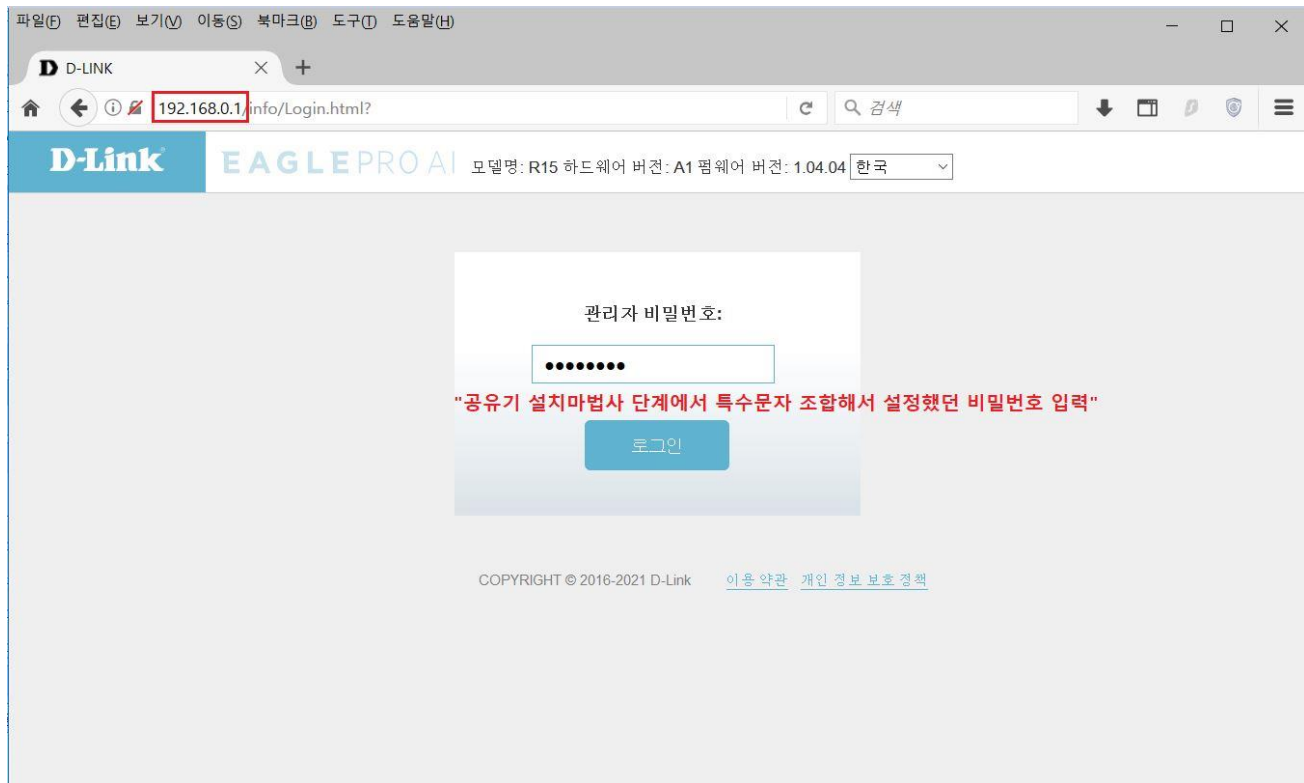 파일(F) 편집(E) 보기(V) 이동(S) 북마크(B) 도구(T) 도움말(H)
D D-LINK
192.168.0.1/info/Login.html?
검색
D-Link EAGLE PRO AI 모델명: R15 하드웨어 버전: A1 펌웨어 버전: 1.04.04 한국
관리자 비밀번호:
••••••••
"공유기 설치마법사 단계에서 특수문자 조합해서 설정했던 비밀번호 입력"
로그인
COPYRIGHT © 2016-2021 D-Link 이용 약관 개인 정보 보호 정책